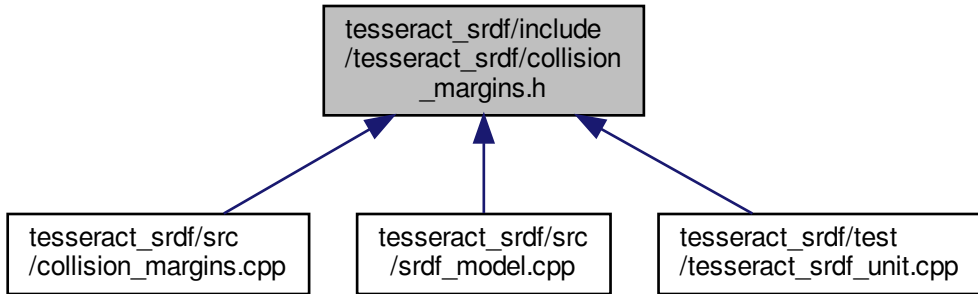 tesseract_srdf/include
/tesseract_srdf/collision
_margins.h
tesseract_srdf/src
/collision_margins.cpp
tesseract_srdf/src
/srdf_model.cpp
tesseract_srdf/test
/tesseract_srdf_unit.cpp